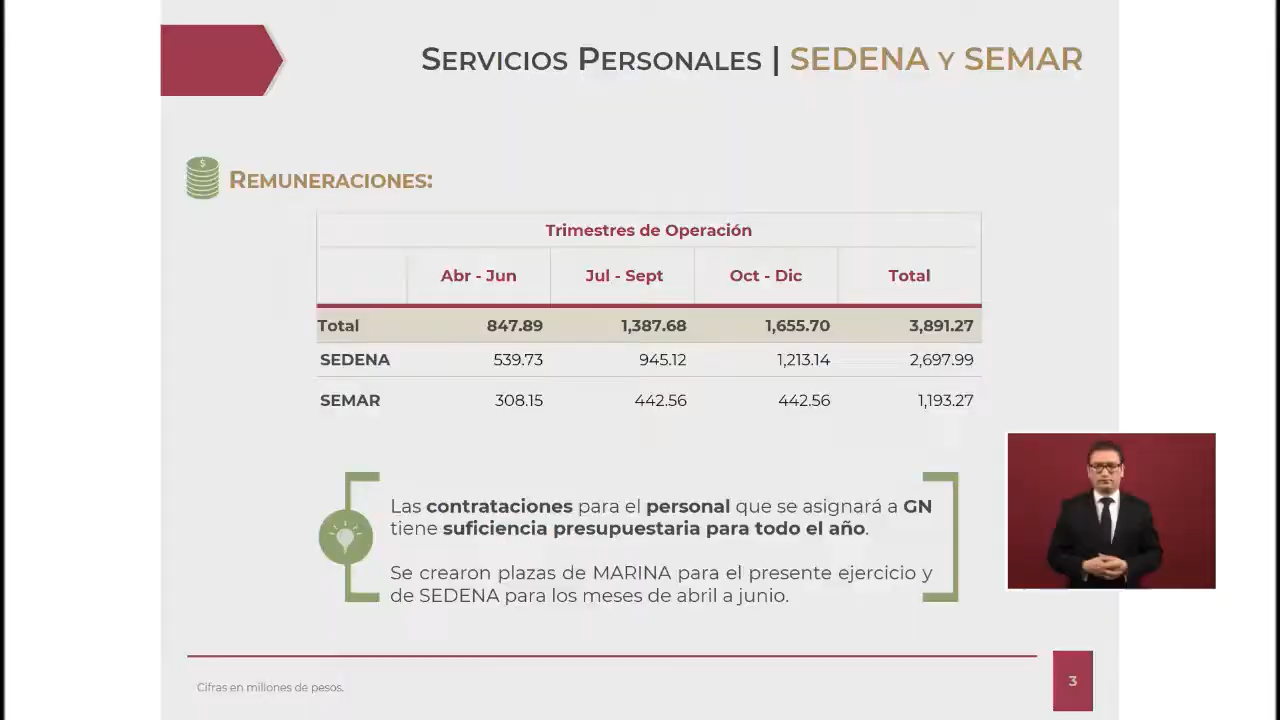 SERVICIOS PERSONALES | SEDENA Y SEMAR
$
REMUNERACIONES:
Trimestres de Operación
Abr - Jun Jul - Sept Oct - Dic Total
Total 847.89 1,387.68 1,655.70 3,891.27
SEDENA 539.73 945.12 1,213.14 2,697.99
SEMAR 308.15 442.56 442.56 1,193.27
Las contrataciones para el personal que se asignará a GN
tiene suficiencia presupuestaria para todo el año.
Se crearon plazas de MARINA para el presente ejercicio y
de SEDENA para los meses de abril a junio.
Cifras en millones de pesos.
3